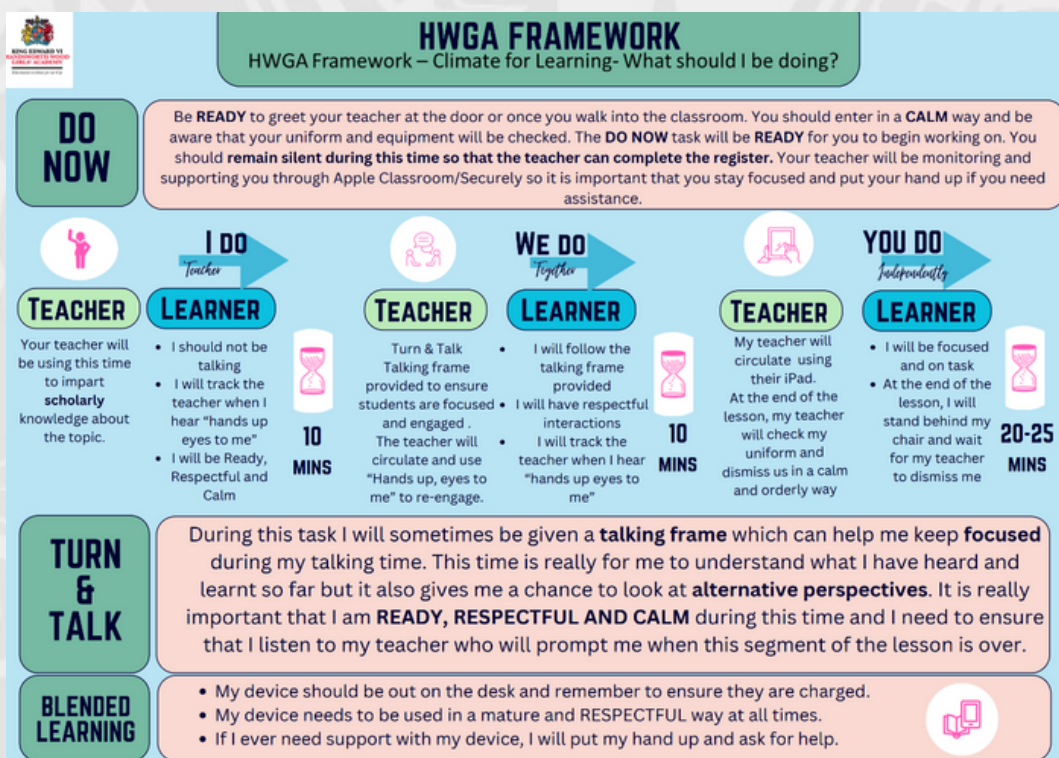 KING EDWARD VI
HANDSWORTH WOOD
GIRLS' ACADEMY
HWGA FRAMEWORK
HWGA Framework – Climate for Learning- What should I be doing?
DO
NOW
Be READY to greet your teacher at the door or once you walk into the classroom. You should enter in a CALM way and be
aware that your uniform and equipment will be checked. The DO NOW task will be READY for you to begin working on. You
should remain silent during this time so that the teacher can complete the register. Your teacher will be monitoring and
supporting you through Apple Classroom/Securely so it is important that you stay focused and put your hand up if you need
assistance.
I DO
Teacher
TEACHER
Your teacher will
be using this time
to impart
scholarly
knowledge about
the topic.
LEARNER
• I should not be
talking
• I will track the
teacher when I
hear “hands up
eyes to me”
• I will be Ready,
Respectful and
Calm
10
MINS
WE DO
Together
TEACHER
Turn & Talk
Talking frame
provided to ensure
students are focused
and engaged .
The teacher will
circulate and use
“Hands up, eyes to
me” to re-engage.
LEARNER
• I will follow the
talking frame
provided
• I will have respectful
interactions
• I will track the
teacher when I hear
“hands up eyes to
me”
10
MINS
YOU DO
Independently
TEACHER
My teacher will
circulate using
their iPad.
At the end of the
lesson, my teacher
will check my
uniform and
dismiss us in a calm
and orderly way
LEARNER
• I will be focused
and on task
• At the end of the
lesson, I will
stand behind my
chair and wait
for my teacher
to dismiss me
20-25
MINS
TURN
&
TALK
During this task I will sometimes be given a talking frame which can help me keep focused
during my talking time. This time is really for me to understand what I have heard and
learnt so far but it also gives me a chance to look at alternative perspectives. It is really
important that I am READY, RESPECTFUL AND CALM during this time and I need to ensure
that I listen to my teacher who will prompt me when this segment of the lesson is over.
BLENDED
LEARNING
• My device should be out on the desk and remember to ensure they are charged.
• My device needs to be used in a mature and RESPECTFUL way at all times.
• If I ever need support with my device, I will put my hand up and ask for help.